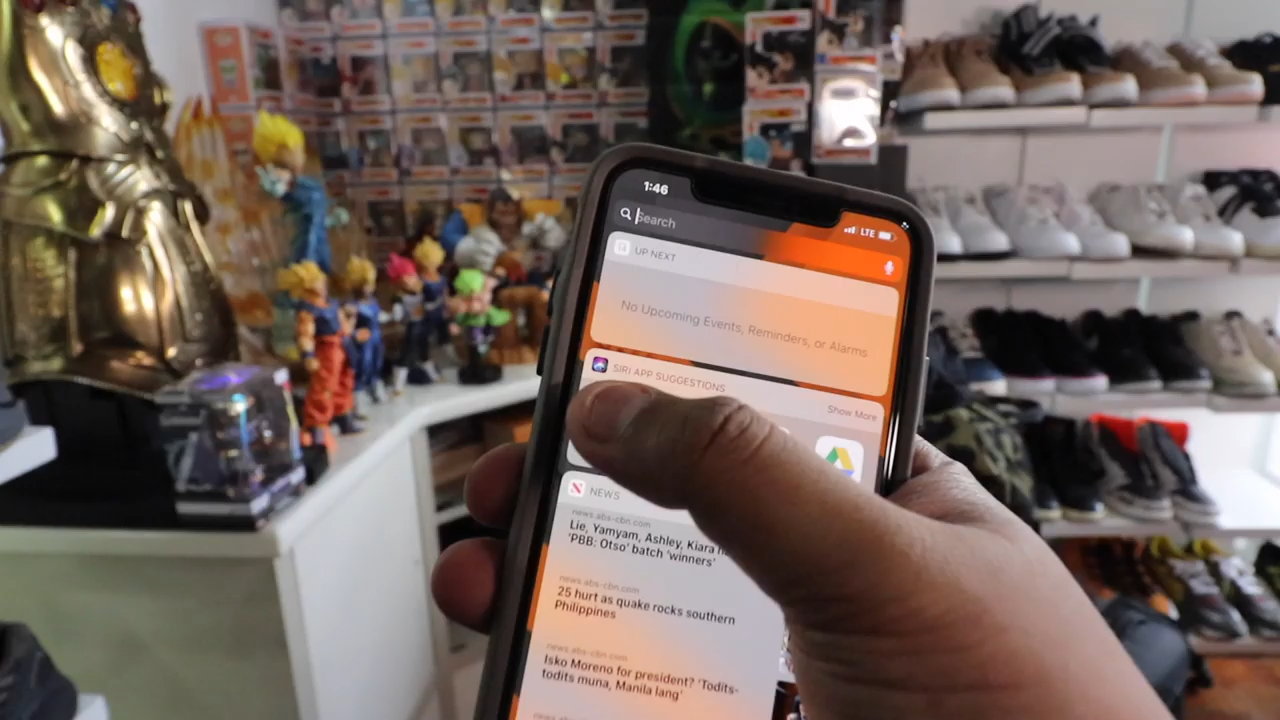 1:46
LTE
Search
UP NEXT
No Upcoming Events, Reminders, or Alarms
SIRI APP SUGGESTIONS
Show More
NEWS
news.abs-cbn.com
Lie, Yamyam, Ashley, Kiara
'PBB: Otso' batch 'winners'
news.abs-cbn.com
25 hurt as quake rocks southern
Philippines
news.abs-cbn.com
Isko Moreno for president? 'Todits-
todits muna, Manila lang'